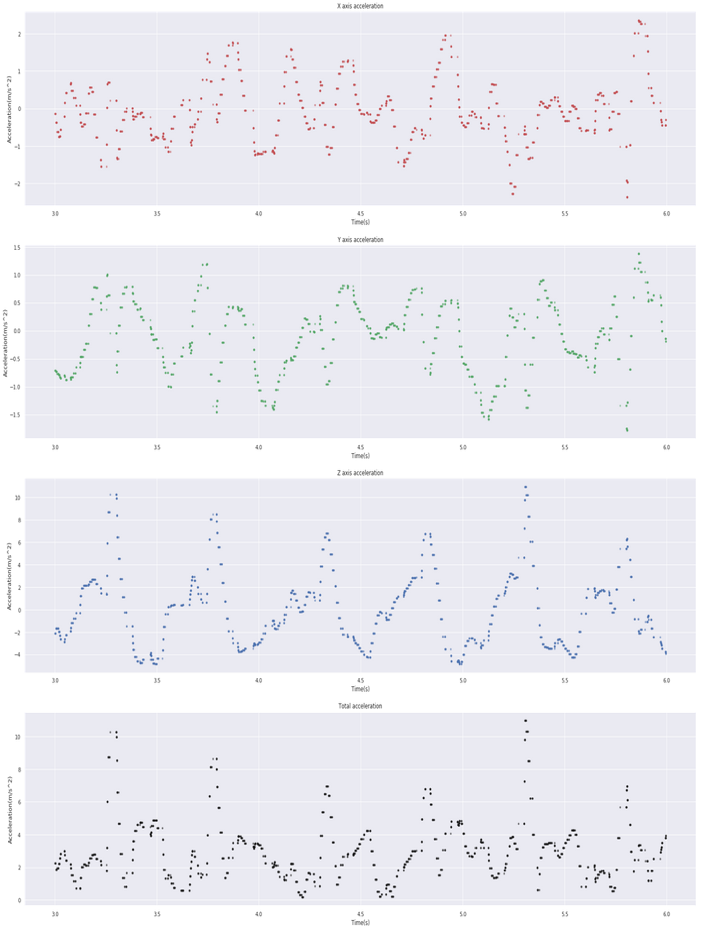 X axis acceleration
Acceleration(m/s^2)
2
1
0
−1
−2
3.0 3.5 4.0 4.5 5.0 5.5 6.0
Time(s)
Y axis acceleration
Acceleration(m/s^2)
1.5
1.0
0.5
0.0
−0.5
−1.0
−1.5
3.0 3.5 4.0 4.5 5.0 5.5 6.0
Time(s)
Z axis acceleration
Acceleration(m/s^2)
10
8
6
4
2
0
−2
−4
3.0 3.5 4.0 4.5 5.0 5.5 6.0
Time(s)
Total acceleration
Acceleration(m/s^2)
10
8
6
4
2
0
3.0 3.5 4.0 4.5 5.0 5.5 6.0
Time(s)